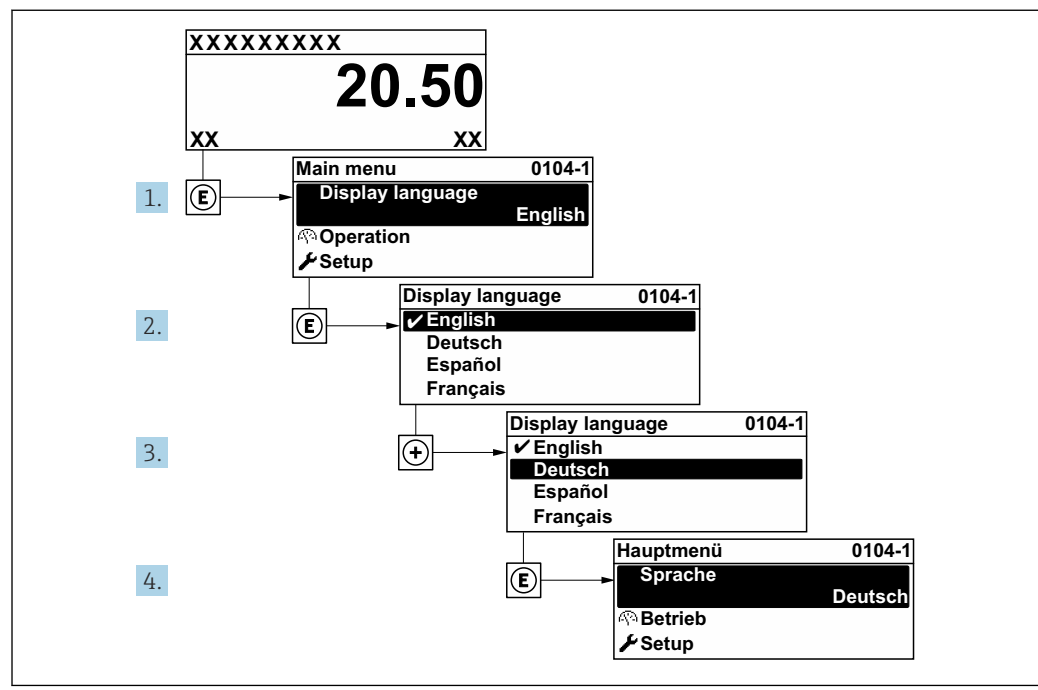 XXXXXXXXX
20.50
XX XX
Main menu 0104-1
1. E Display language
English
Operation
Setup
Display language 0104-1
2. E ✔English
Deutsch
Español
Français
Display language 0104-1
3. + ✔English
Deutsch
Español
Français
Hauptmenü 0104-1
4. E Sprache
Deutsch
Betrieb
Setup